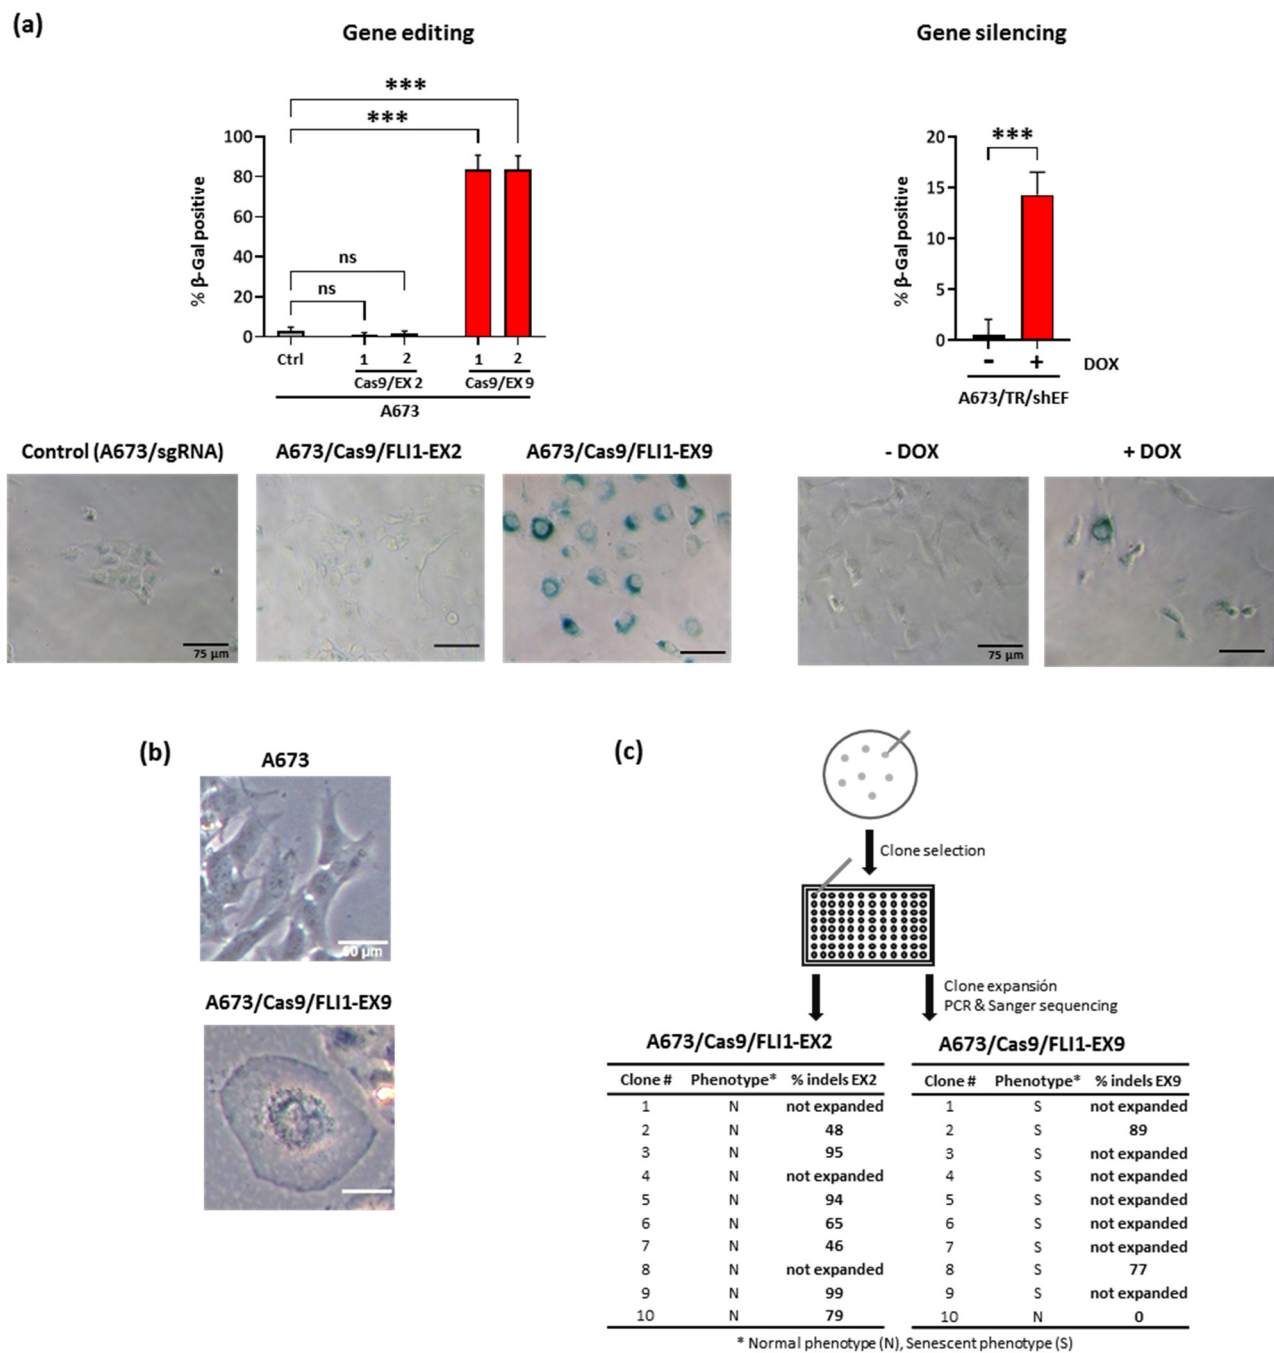 (a)
Gene editing
Gene silencing
***
***
ns
ns
% β-Gal positive
100
80
60
40
20
0
Ctrl
1 2 1 2
Cas9/EX 2 Cas9/EX 9
A673
***
% β-Gal positive
20
15
10
5
0
- + DOX
A673/TR/shEF
Control (A673/sgRNA) A673/Cas9/FLI1-EX2 A673/Cas9/FLI1-EX9 - DOX + DOX
75 µm
75 µm
(b)
A673
50 µm
A673/Cas9/FLI1-EX9
(c)
Clone selection
Clone expansión
PCR & Sanger sequencing
A673/Cas9/FLI1-EX2
Clone # Phenotype* % indels EX2
1 N not expanded
2 N 48
3 N 95
4 N not expanded
5 N 94
6 N 65
7 N 46
8 N not expanded
9 N 99
10 N 79
A673/Cas9/FLI1-EX9
Clone # Phenotype* % indels EX9
1 S not expanded
2 S 89
3 S not expanded
4 S not expanded
5 S not expanded
6 S not expanded
7 S not expanded
8 S 77
9 S not expanded
10 N 0
* Normal phenotype (N), Senescent phenotype (S)